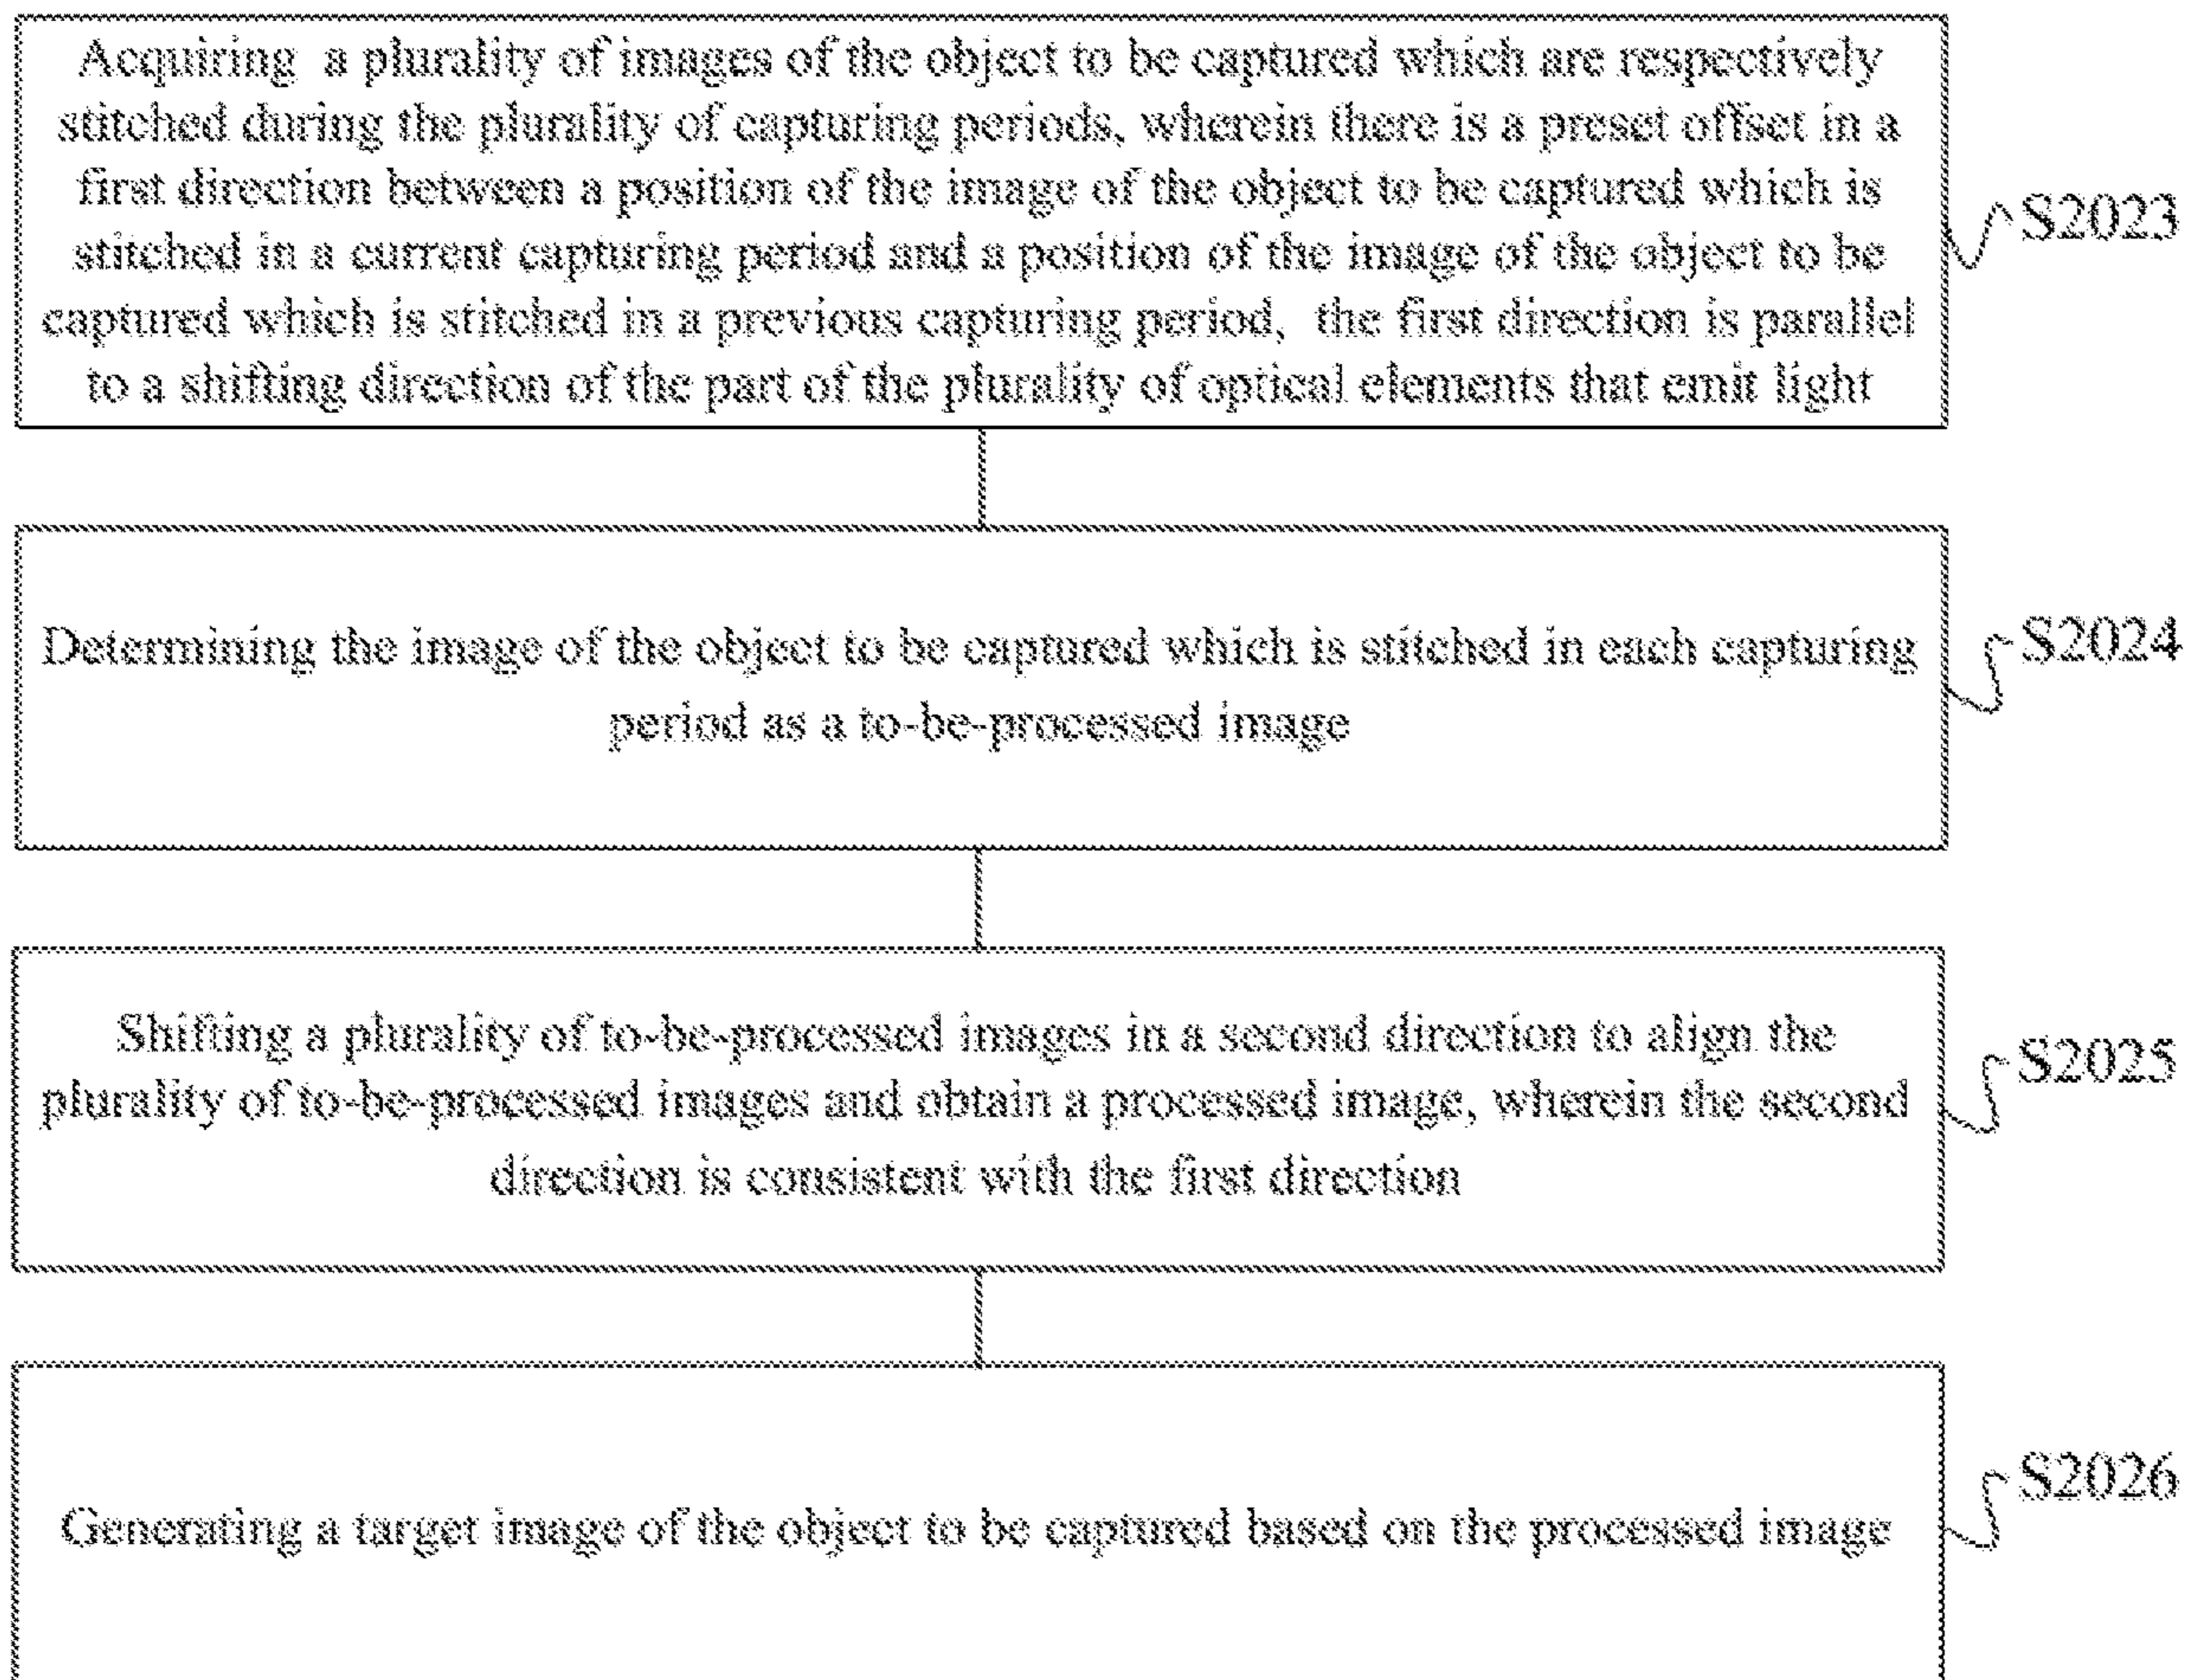 Acquiring a plurality of images of the object to be captured which are respectively
stitched during the plurality of capturing periods, wherein there is a preset offset in a
first direction between a position of the image of the object to be captured which is
stitched in a current capturing period and a position of the image of the object to be
captured which is stitched in a previous capturing period, the first direction is parallel
to a shifting direction of the part of the plurality of optical elements that emit light
S2023
Determining the image of the object to be captured which is stitched in each capturing
period as a to-be-processed image
S2024
Shifting a plurality of to-be-processed images in a second direction to align the
plurality of to-be-processed images and obtain a processed image, wherein the second
direction is consistent with the first direction
S2025
Generating a target image of the object to be captured based on the processed image
S2026